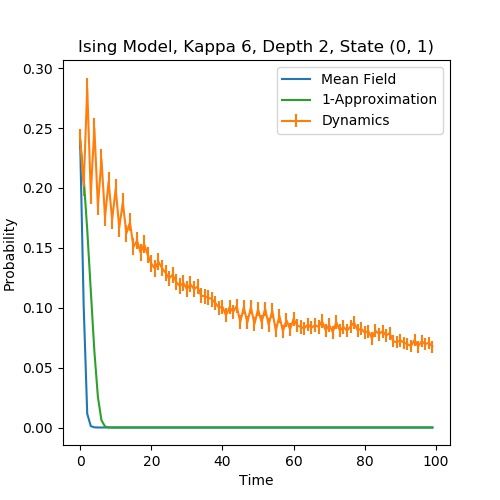 Ising Model, Kappa 6, Depth 2, State (0, 1)
Mean Field
1-Approximation
Dynamics
Probability
0.30
0.25
0.20
0.15
0.10
0.05
0.00
0 20 40 60 80 100
Time